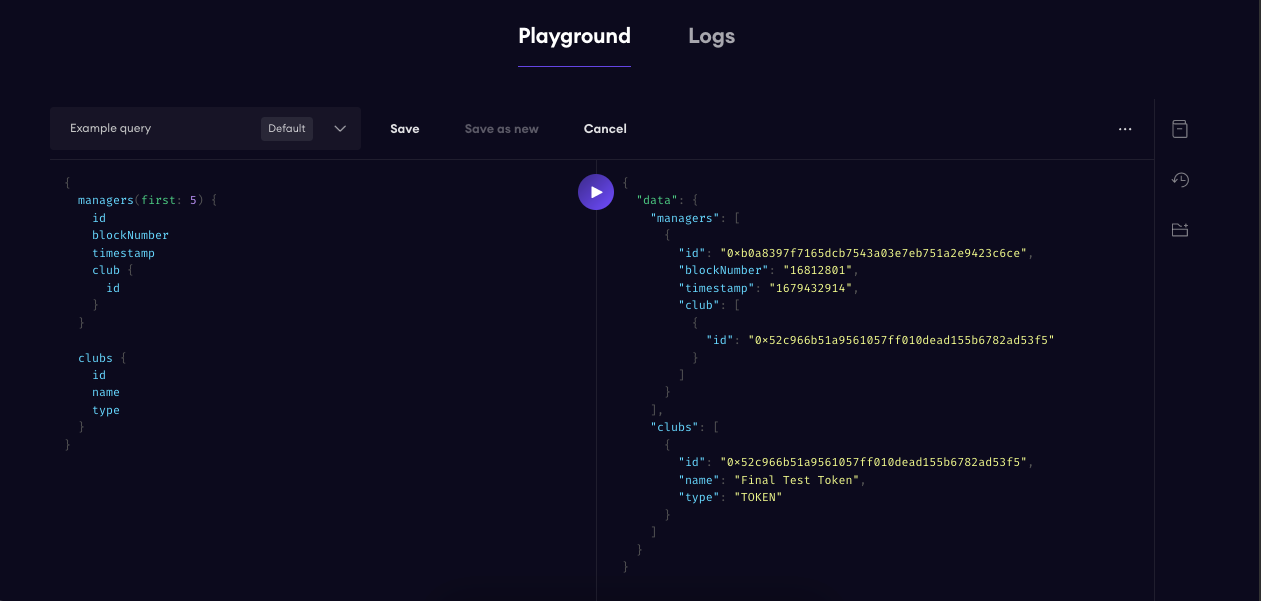 Playground
Logs
Example query
Default
Save
Save as new
Cancel
...
{
managers(first: 5) {
id
blockNumber
timestamp
club {
id
}
}
clubs {
id
name
type
}
}
{
"data": {
"managers": [
{
"id": "0xb0a8397f7165dcb7543a03e7eb751a2e9423c6ce",
"blockNumber": "16812801",
"timestamp": "1679432914",
"club": [
{
"id": "0x52c966b51a9561057ff010dead155b6782ad53f5"
}
]
}
],
"clubs": [
{
"id": "0x52c966b51a9561057ff010dead155b6782ad53f5",
"name": "Final Test Token",
"type": "TOKEN"
}
]
}
}